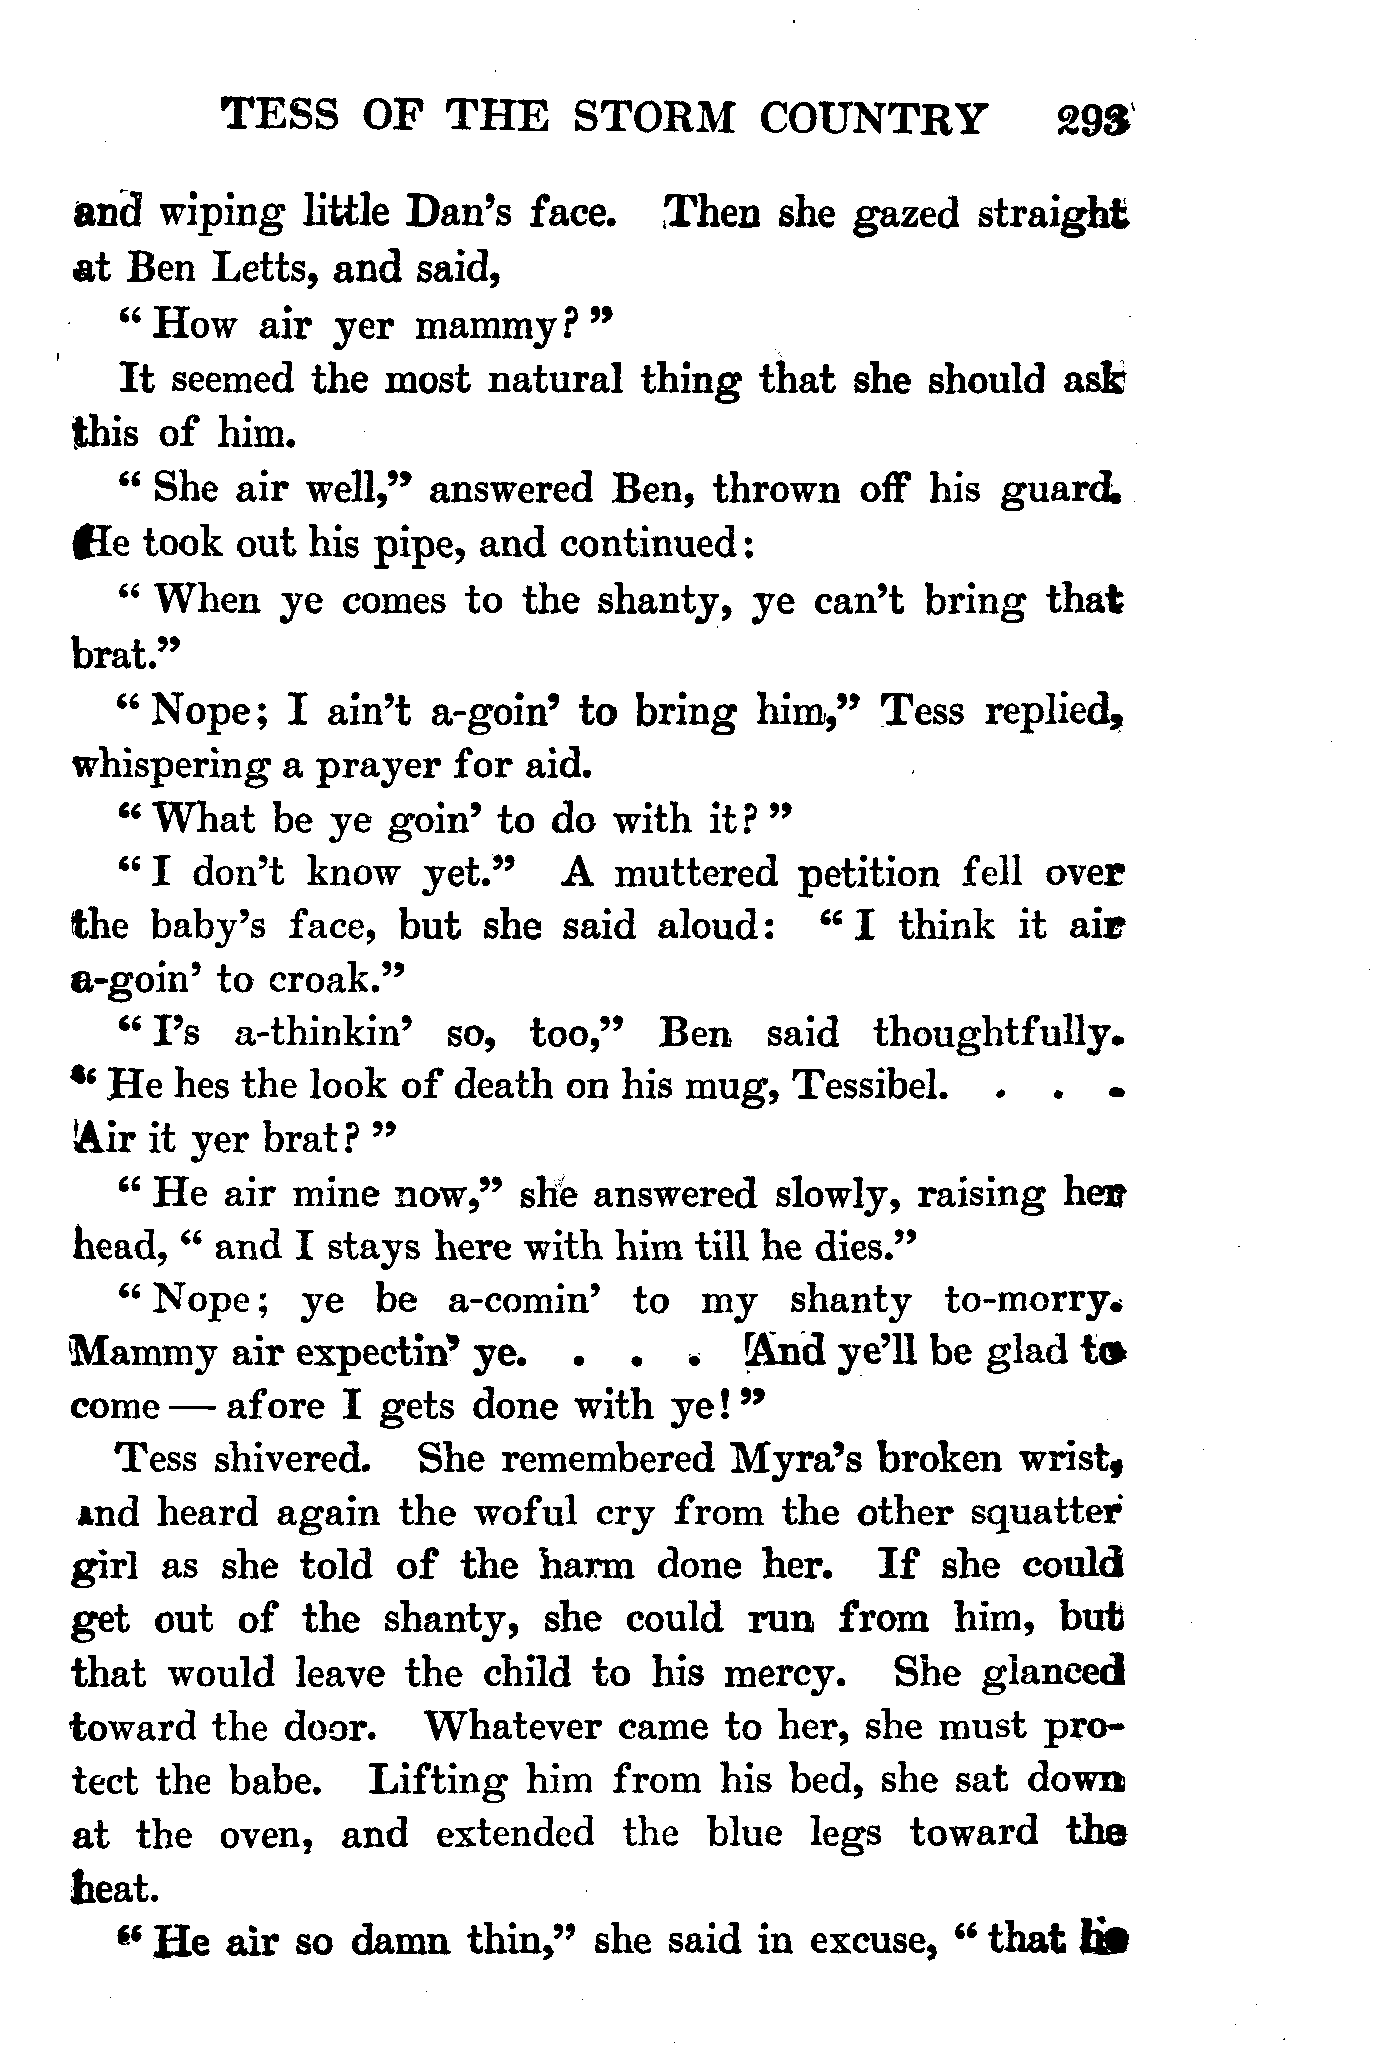 TESS OF THE STORM COUNTRY 293
and wiping little Dan's face. Then she gazed straight
at Ben Letts, and said,
“ How air yer mammy? ”
It seemed the most natural thing that she should ask
this of him.
“ She air well,” answered Ben, thrown off his guard.
He took out his pipe, and continued:
“ When ye comes to the shanty, ye can't bring that
brat.”
“ Nope; I ain't a-goin' to bring him,” Tess replied,
whispering a prayer for aid.
“ What be ye goin' to do with it? ”
“ I don't know yet.” A muttered petition fell over
the baby's face, but she said aloud: “ I think it air
a-goin' to croak.”
“ I's a-thinkin' so, too,” Ben said thoughtfully.
“ He hes the look of death on his mug, Tessibel. . . .
Air it yer brat? ”
“ He air mine now,” she answered slowly, raising her
head, “ and I stays here with him till he dies.”
“ Nope; ye be a-comin' to my shanty to-morry.
Mammy air expectin' ye. . . . And ye'll be glad to
come — afore I gets done with ye! ”
Tess shivered. She remembered Myra's broken wrist,
and heard again the woful cry from the other squatter
girl as she told of the harm done her. If she could
get out of the shanty, she could run from him, but
that would leave the child to his mercy. She glanced
toward the door. Whatever came to her, she must pro-
tect the babe. Lifting him from his bed, she sat down
at the oven, and extended the blue legs toward the
heat.
“ He air so damn thin,” she said in excuse, “ that he